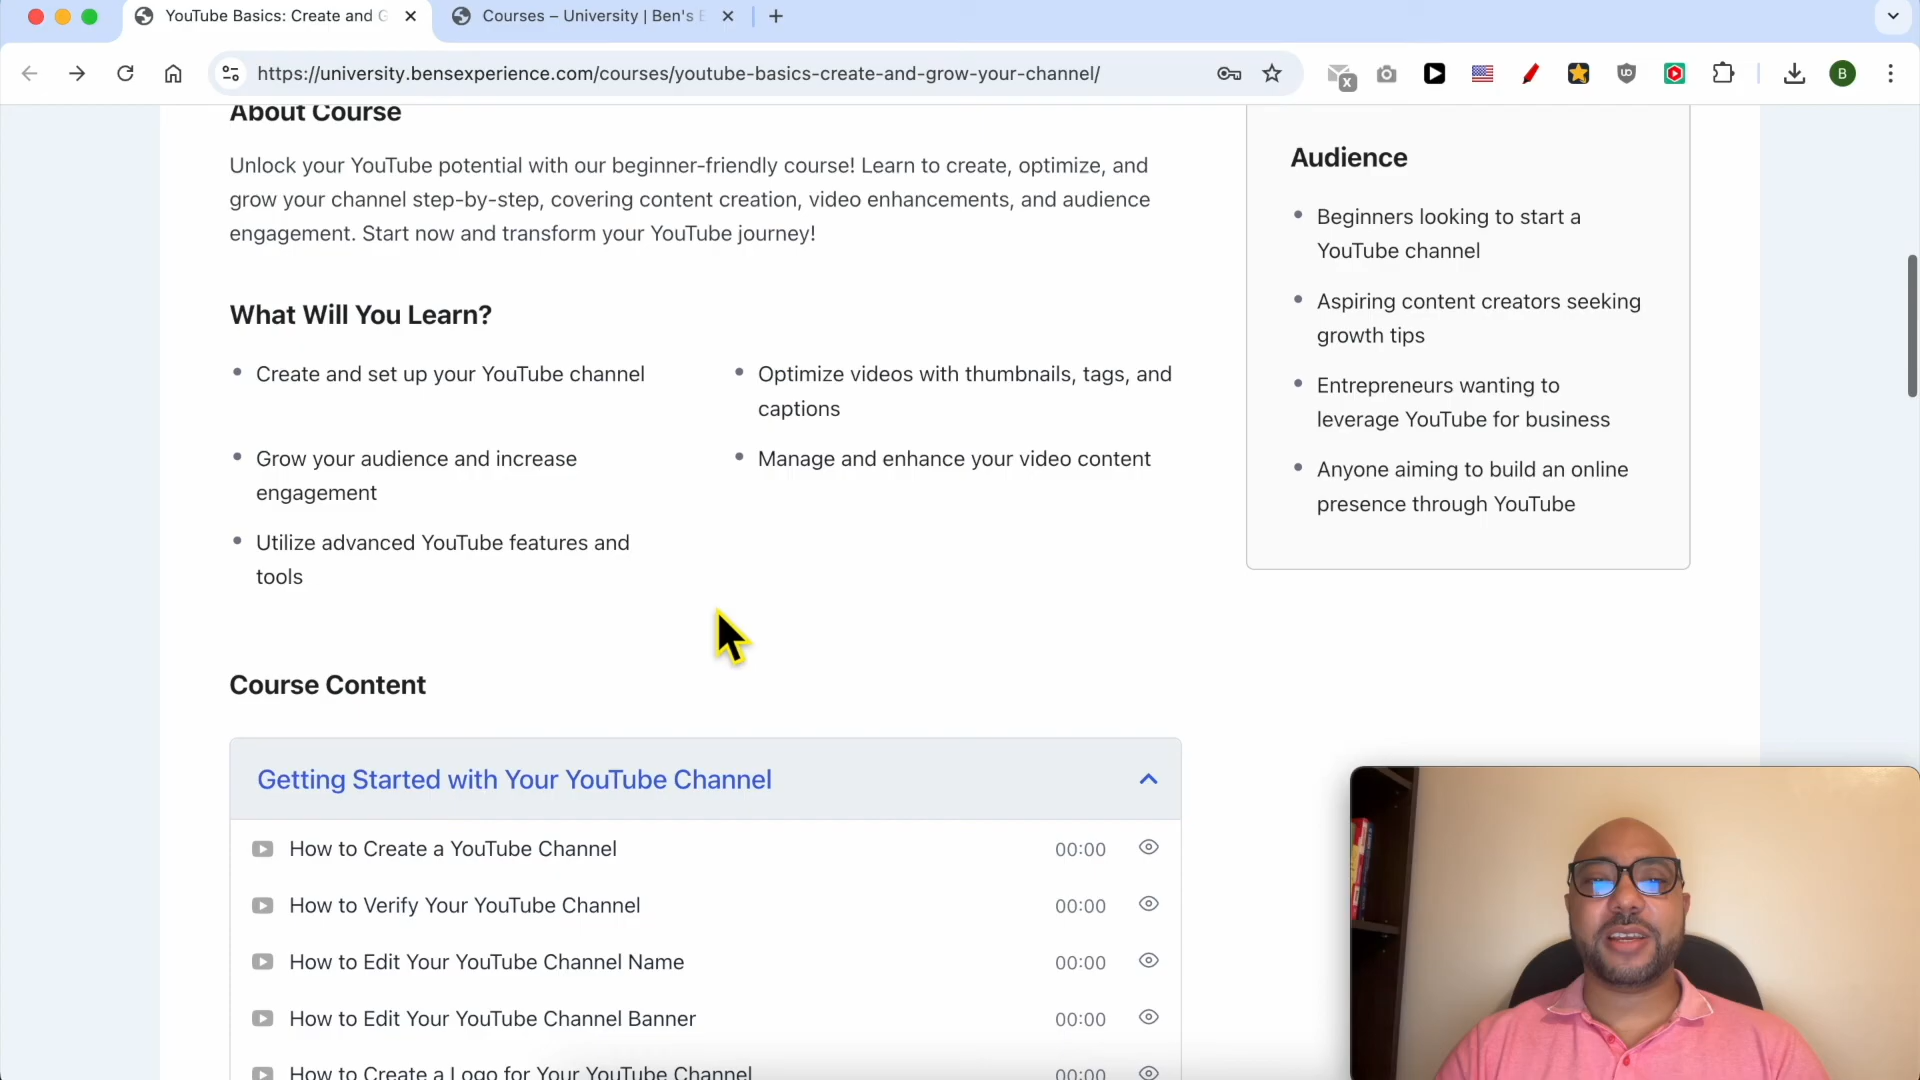 YouTube Basics: Create and G
Courses – University | Ben's E
https://university.bensexperience.com/courses/youtube-basics-create-and-grow-your-channel/
X
B
About Course
Unlock your YouTube potential with our beginner-friendly course! Learn to create, optimize, and
grow your channel step-by-step, covering content creation, video enhancements, and audience
engagement. Start now and transform your YouTube journey!
What Will You Learn?
Create and set up your YouTube channel
Optimize videos with thumbnails, tags, and
captions
Grow your audience and increase
engagement
Manage and enhance your video content
Utilize advanced YouTube features and
tools
Audience
Beginners looking to start a
YouTube channel
Aspiring content creators seeking
growth tips
Entrepreneurs wanting to
leverage YouTube for business
Anyone aiming to build an online
presence through YouTube
Course Content
Getting Started with Your YouTube Channel
How to Create a YouTube Channel 00:00
How to Verify Your YouTube Channel 00:00
How to Edit Your YouTube Channel Name 00:00
How to Edit Your YouTube Channel Banner 00:00
How to Create a Logo for Your YouTube Channel 00:00